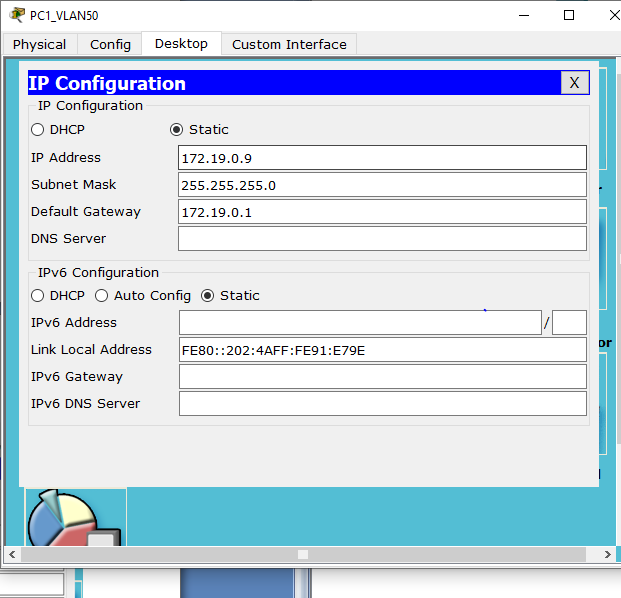 PC1_VLAN50
Physical Config Desktop Custom Interface
IP Configuration X
IP Configuration
DHCP Static
IP Address 172.19.0.9
Subnet Mask 255.255.255.0
Default Gateway 172.19.0.1
DNS Server
IPv6 Configuration
DHCP Auto Config Static
IPv6 Address /
Link Local Address FE80::202:4AFF:FE91:E79E
IPv6 Gateway
IPv6 DNS Server
or